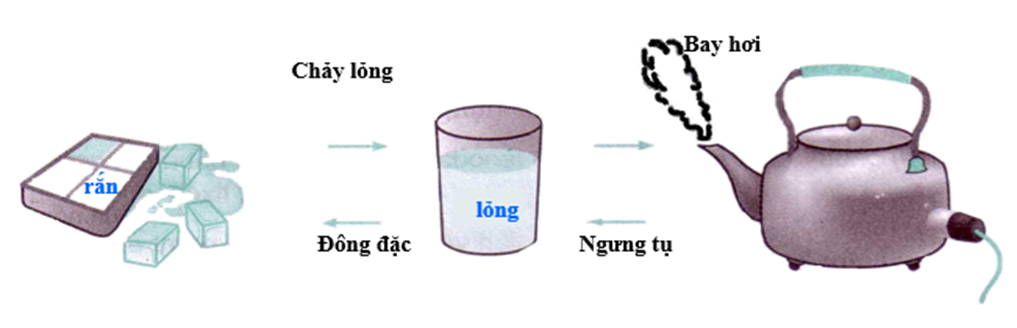 Bay hơi
Chảy lỏng
rắn
lỏng
Đông đặc
Ngưng tụ